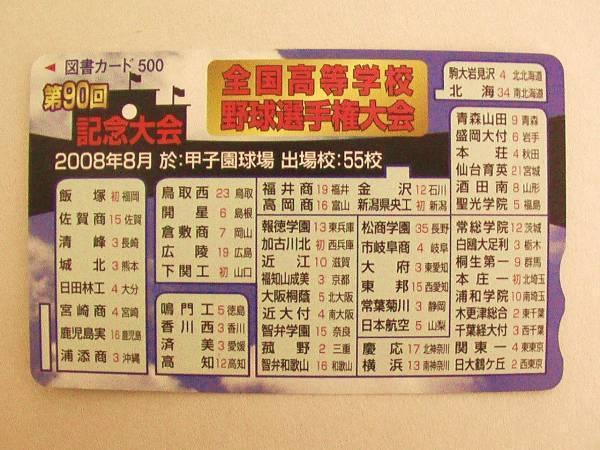 図書カード 500
第90回
記念大会
全国高等学校
野球選手権大会
2008年8月 於:甲子園球場 出場校:55校
駒大岩見沢 4 北北海道
北海 34 南北海道
青森山田 9 青森
盛岡大付 6 岩手
本荘 4 秋田
仙台育英 21 宮城
酒田南 8 山形
聖光学院 5 福島
常総学院 12 茨城
白鴎大足利 3 栃木
桐生第一 9 群馬
本庄一 初 北埼玉
浦和学院 10 南埼玉
木更津総合 2 東千葉
千葉経大付 3 西千葉
関東一 4 東東京
日大鶴ケ丘 2 西東京
福井商 19 福井
高岡商 16 富山
金沢 12 石川
新潟県央工 初 新潟
報徳学園 13 東兵庫
加古川北 初 西兵庫
近江 10 滋賀
福知山成美 3 京都
大阪桐蔭 5 北大阪
近大付 4 南大阪
智弁学園 15 奈良
菰野 2 三重
智弁和歌山 16 和歌山
松商学園 35 長野
市岐阜商 4 岐阜
大府 3 東愛知
東邦 15 西愛知
常葉菊川 3 静岡
日本航空 5 山梨
慶応 17 北神奈川
横浜 13 南神奈川
鳥取西 23 鳥取
開星 6 島根
倉敷商 7 岡山
広陵 19 広島
下関工 初 山口
鳴門工 5 徳島
香川西 3 香川
済美 3 愛媛
高知 12 高知
飯塚 初 福岡
佐賀商 15 佐賀
清峰 3 長崎
城北 3 熊本
日田林工 4 大分
宮崎商 4 宮崎
鹿児島実 16 鹿児島
浦添商 3 沖縄